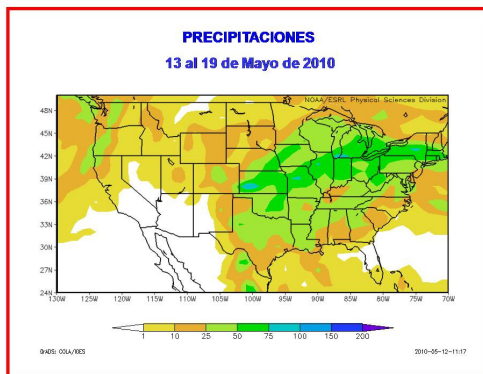 PRECIPITACIONES
13 al 19 de Mayo de 2010
NOAA/ESRL Physical Sciences Division
48N
45N
42N
39N
36N
33N
30N
27N
24N
130W 125W 120W 115W 110W 105W 100W 95W 90W 85W 80W 75W 70W
1 10 25 50 75 100 150 200
GrADS: COLA/IGES 2010-05-12-11:17